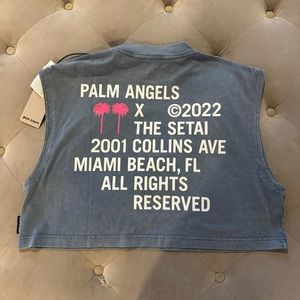 PALM ANGELS
X ©2022
THE SETAI
2001 COLLINS AVE
MIAMI BEACH, FL
ALL RIGHTS
RESERVED